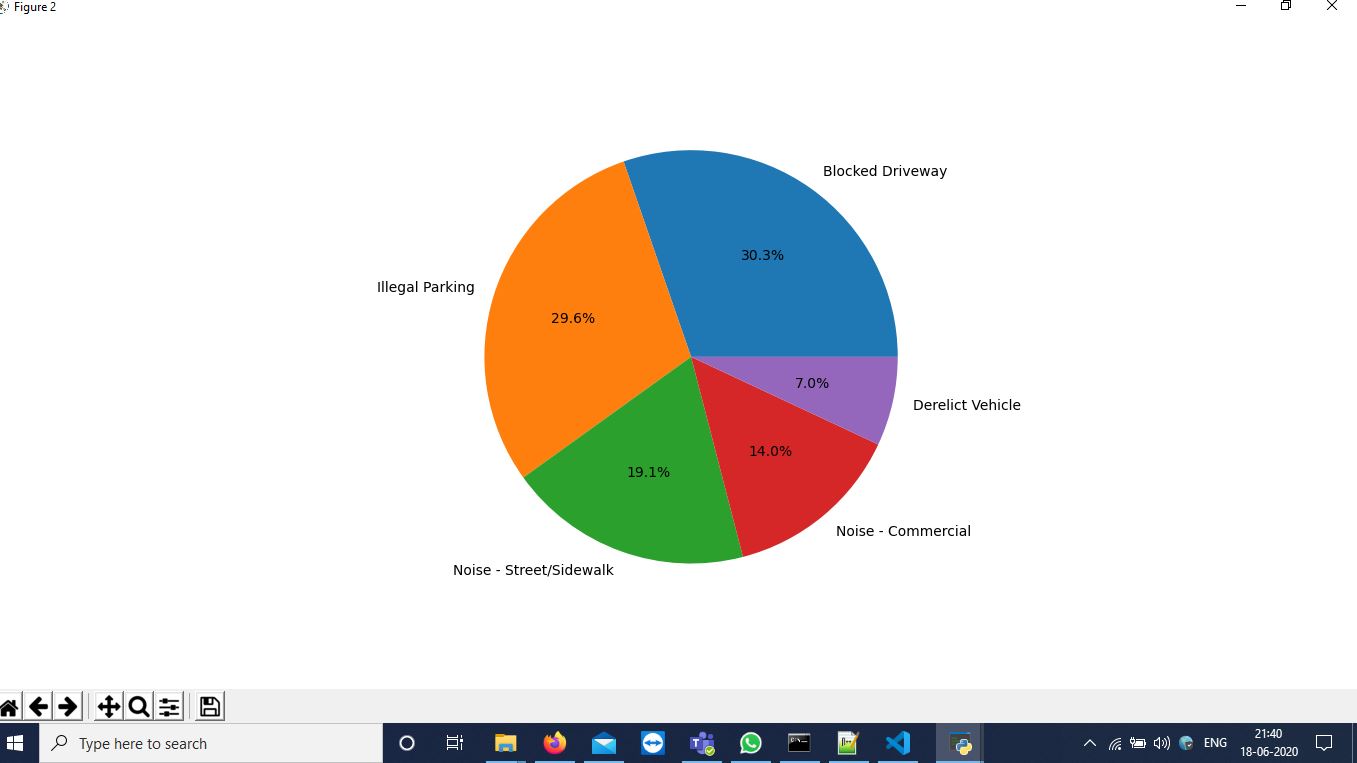 Figure 2
Blocked Driveway
30.3%
Illegal Parking
29.6%
7.0%
Derelict Vehicle
14.0%
19.1%
Noise - Commercial
Noise - Street/Sidewalk
Type here to search
ENG
21:40
18-06-2020